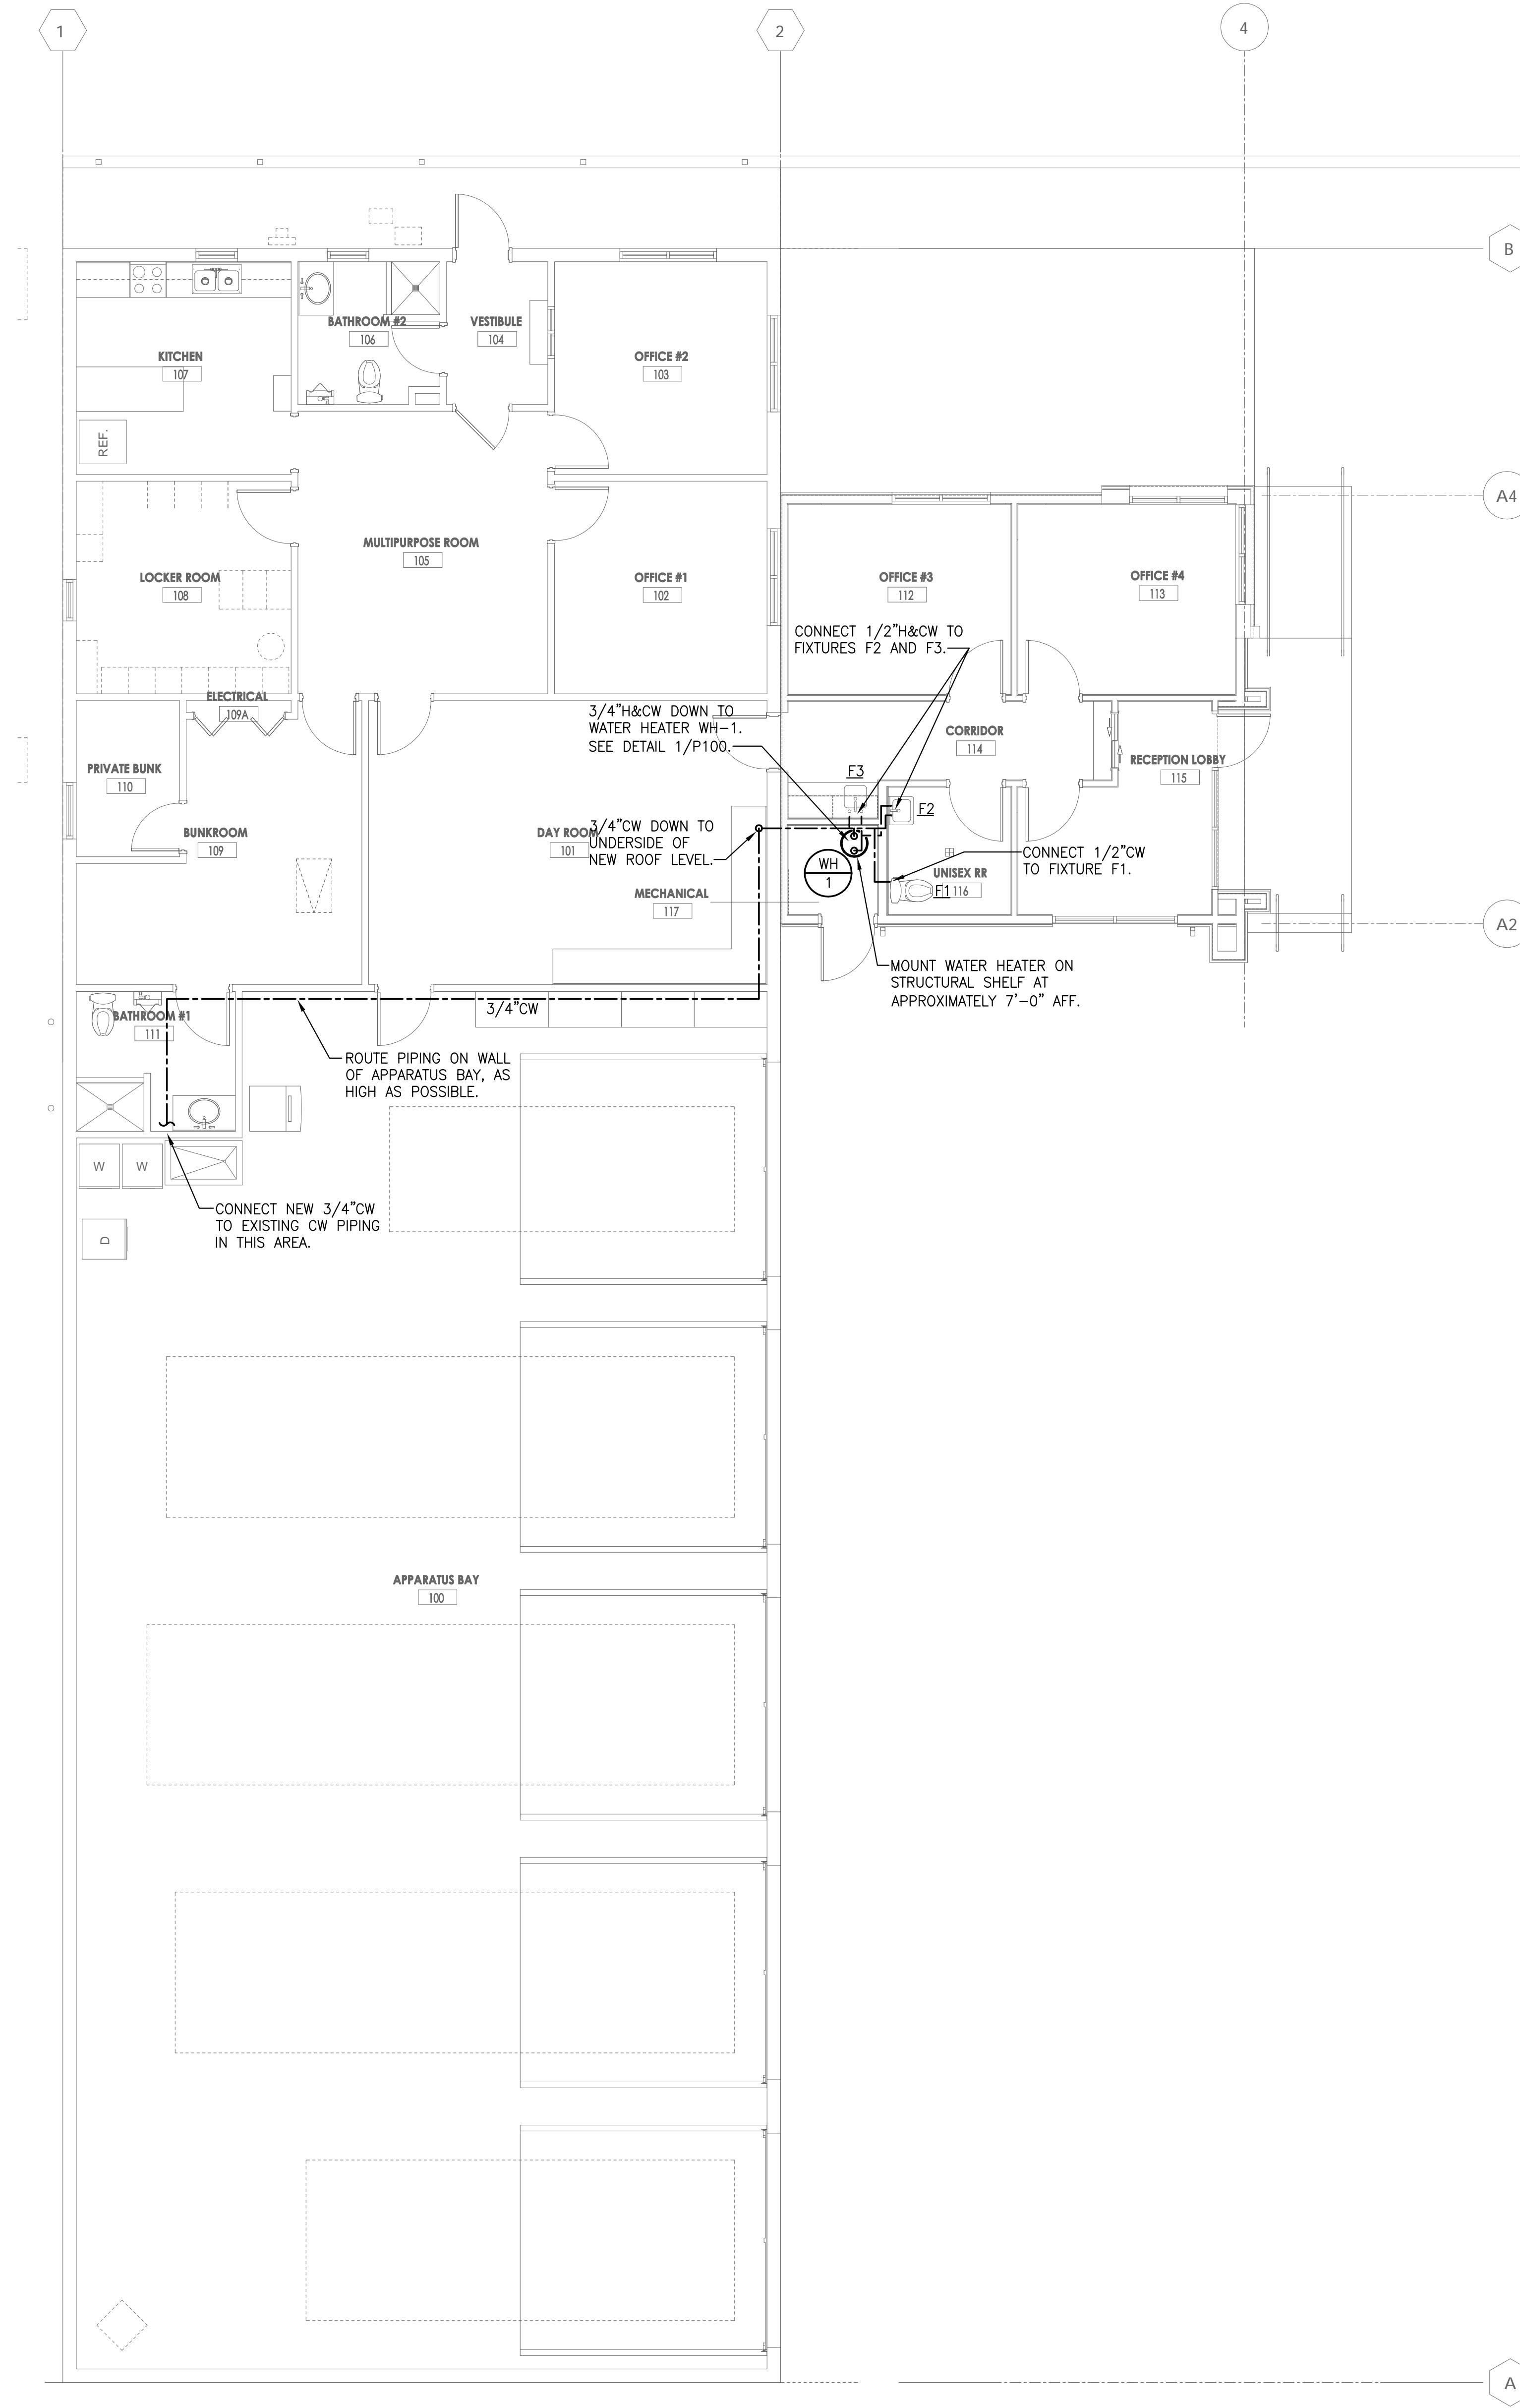 1
2
4
B
BATHROOM #2
106
VESTIBULE
104
KITCHEN
107
OFFICE #2
103
REF.
A4
MULTIPURPOSE ROOM
105
LOCKER ROOM
108
OFFICE #1
102
OFFICE #3
112
OFFICE #4
113
CONNECT 1/2"H&CW TO
FIXTURES F2 AND F3.
ELECTRICAL
109A
3/4"H&CW DOWN TO
WATER HEATER WH-1.
SEE DETAIL 1/P100.
CORRIDOR
114
RECEPTION LOBBY
115
PRIVATE BUNK
110
F3
F2
BUNKROOM
109
DAY ROOM
101
3/4"CW DOWN TO
UNDERSIDE OF
NEW ROOF LEVEL.
WH
1
CONNECT 1/2"CW
TO FIXTURE F1.
UNISEX RR
116
F1
MECHANICAL
117
A2
MOUNT WATER HEATER ON
STRUCTURAL SHELF AT
APPROXIMATELY 7'-0" AFF.
3/4"CW
BATHROOM #1
111
ROUTE PIPING ON WALL
OF APPARATUS BAY, AS
HIGH AS POSSIBLE.
W
W
CONNECT NEW 3/4"CW
TO EXISTING CW PIPING
IN THIS AREA.
D
APPARATUS BAY
100
A